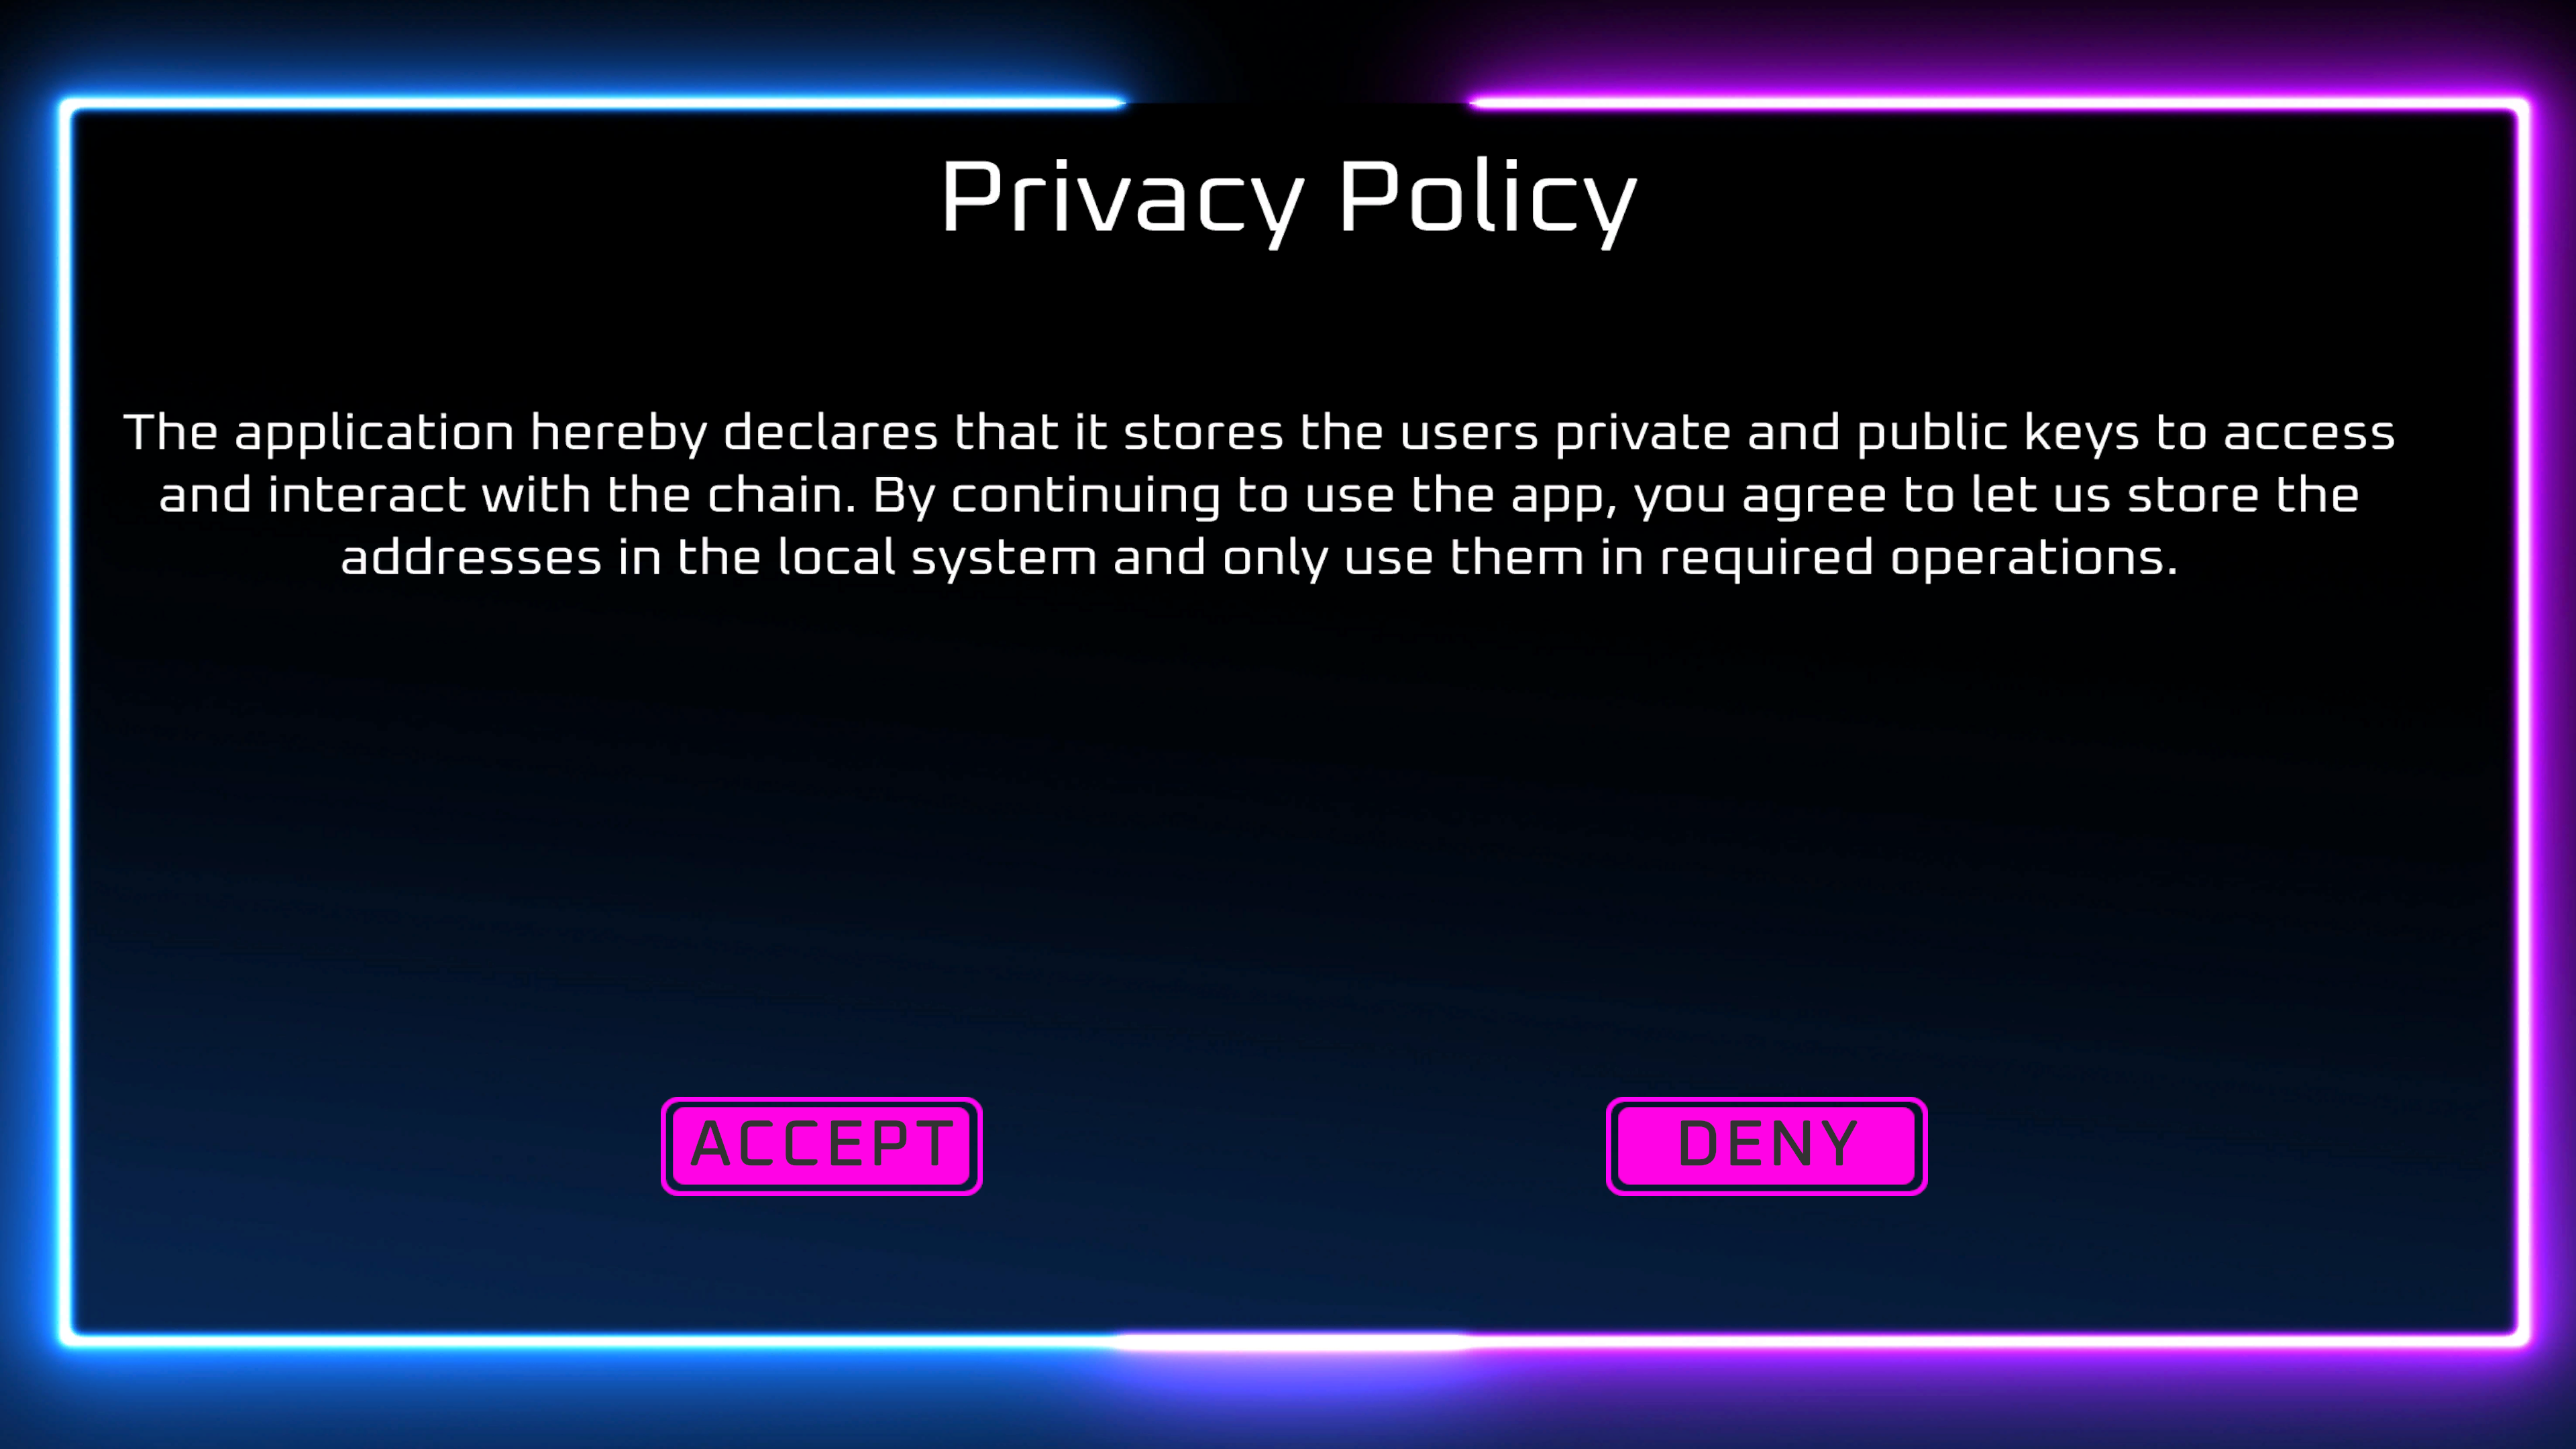 Privacy Policy
The application hereby declares that it stores the users private and public keys to access
and interact with the chain. By continuing to use the app, you agree to let us store the
addresses in the local system and only use them in required operations.
ACCEPT
DENY